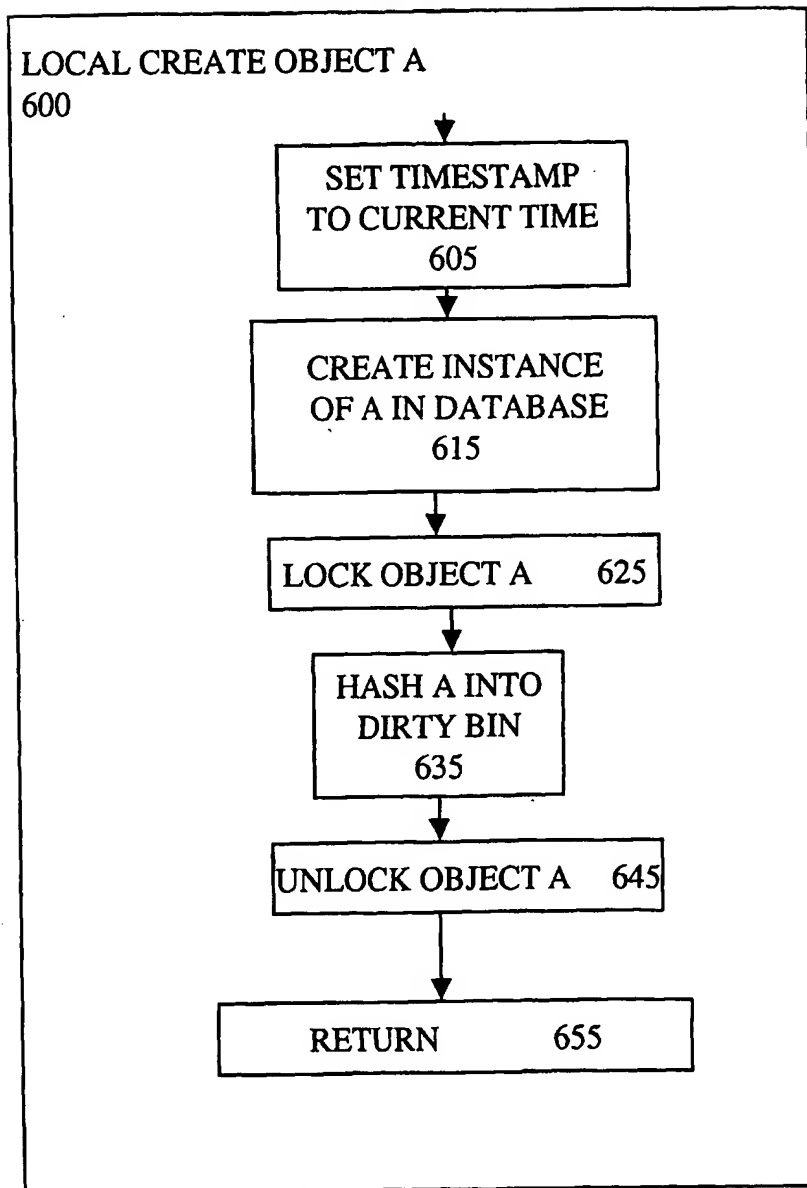 LOCAL CREATE OBJECT A
600
SET TIMESTAMP
TO CURRENT TIME
605
CREATE INSTANCE
OF A IN DATABASE
615
LOCK OBJECT A 625
HASH A INTO
DIRTY BIN
635
UNLOCK OBJECT A 645
RETURN 655